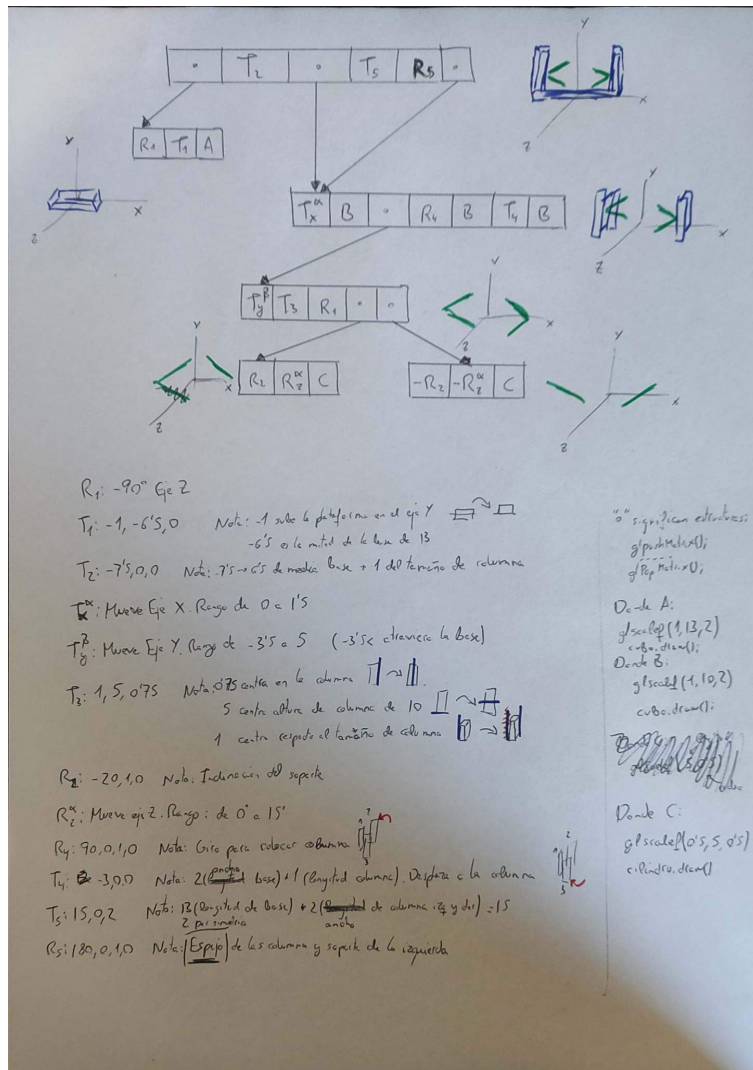 ∘ T₂ ∘ T₅ R₅ ∘
Y
X
Z
R₁ T₁ A
Y
X
Z
Tₓ^α B ∘ R₄ B T₄ B
Y
X
Z
T_y^β T₃ R₁ ∘ ∘
Y
X
Z
Y
X
Z
R₂ R_z^α C
-R₂ -R_z^α C
Y
X
Z
R₁: -90° Eje Z
T₁: -1, -6'5, 0 Nota: -1 sube la plataforma en el eje Y
-6'5 es la mitad de la base de 13
T₂: -7'5, 0, 0 Nota: -7'5 → 6'5 de media base + 1 del tamaño de columna
Tₓ^α: Mueve Eje X. Rango de 0 a 1'5
T_y^β: Mueve Eje Y. Rango de -3'5 a 5 (-3'5< atraviesa la base)
T₃: 1, 5, 0'75 Nota: 0'75 centra en la columna
5 centra altura de columna de 10
1 centra respecto al tamaño de columna
R₂: -20,1,0 Nota: Inclinación del soporte
R_z^α: Mueve eje Z. Rango: de 0° a 15°
R₄: 90,0,1,0 Nota: Giro para colocar columna
T₄: -3,0,0 Nota: 2( ancho base) + 1 (longitud columna). Desplaza a la columna
T₅: 15,0,2 Nota: 13 (longitud de base) + 2( ancho de columna izq y der) = 15
2 por simetría
R₅: 180,0,1,0 Nota: (Espejo) de las columna y soporte de la izquierda
"∘" significan estructuras:
glpushMatrix();
glPopMatrix();
Donde A:
glscalef(1,13,2)
cubo.draw();
Donde B:
glscalef(1,10,2)
cubo.draw();
Donde C:
glscalef(0'5,5,0'5)
cilindro.draw()